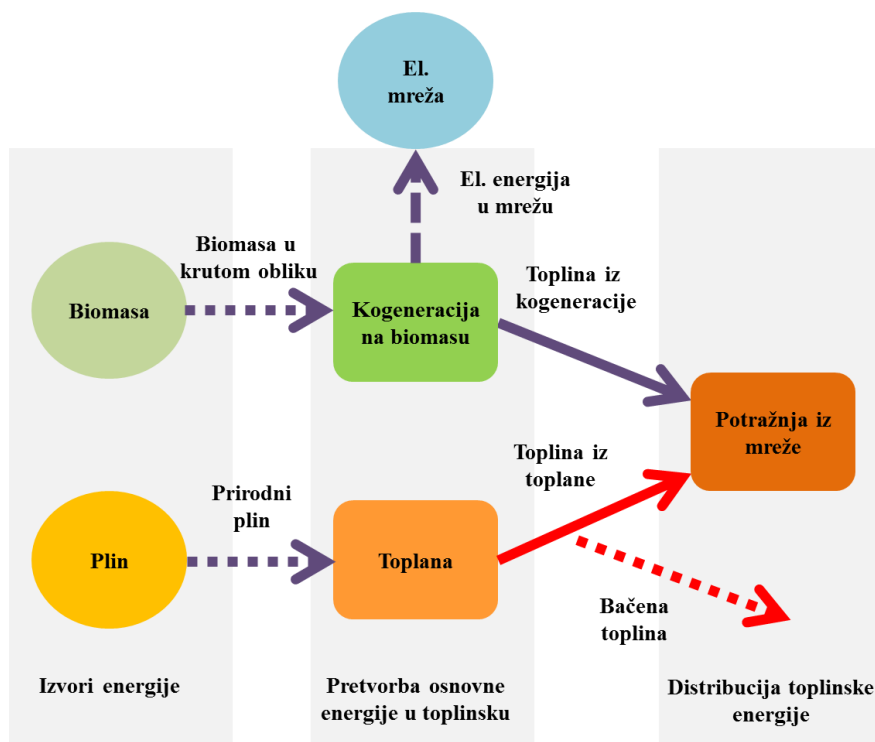 El.
mreža
El. energija
u mrežu
Biomasa u
krutom obliku
Biomasa
Kogeneracija
na biomasu
Toplina iz
kogeneracije
Potražnja iz
mreže
Toplina iz
toplane
Prirodni
plin
Plin
Toplana
Bačena
toplina
Izvori energije
Pretvorba osnovne
energije u toplinsku
Distribucija toplinske
energije